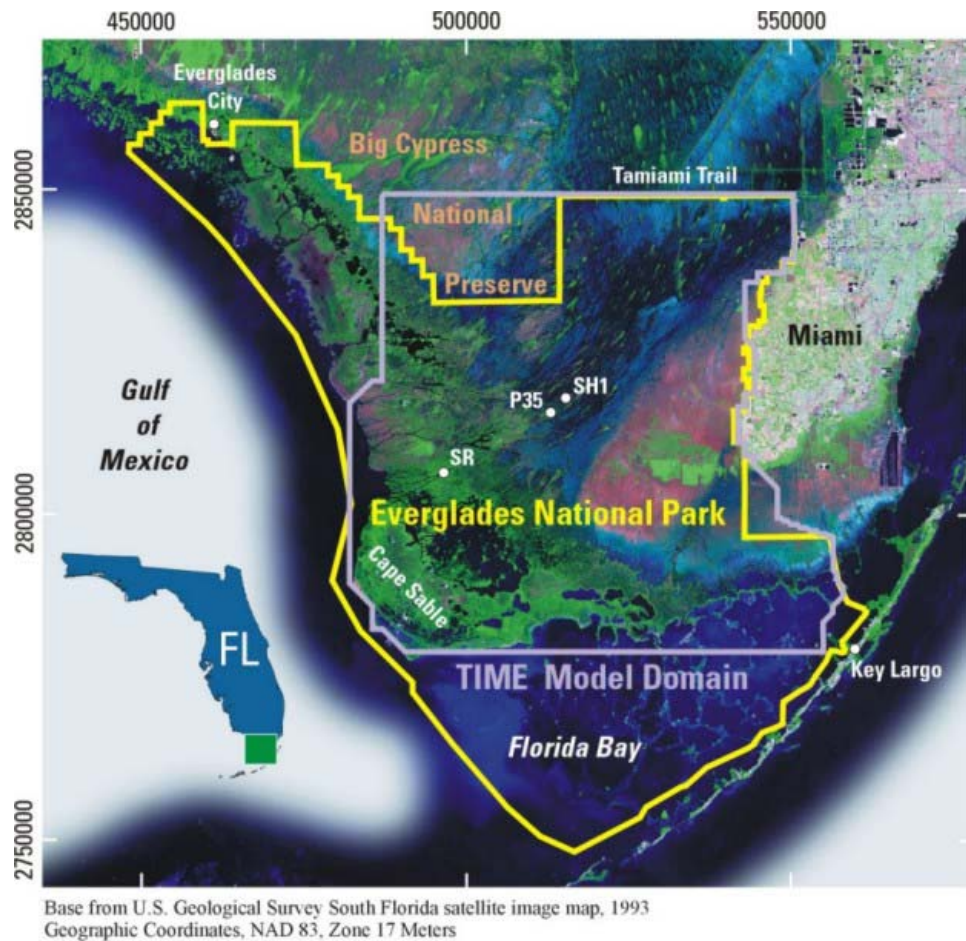 450000
500000
550000
Everglades
City
Big Cypress
Tamiami Trail
2850000
National
Preserve
Miami
Gulf
of
Mexico
SH1
P35
SR
2800000
Everglades National Park
Cape Sable
FL
TIME Model Domain
Key Largo
Florida Bay
2750000
Base from U.S. Geological Survey South Florida satellite image map, 1993
Geographic Coordinates, NAD 83, Zone 17 Meters